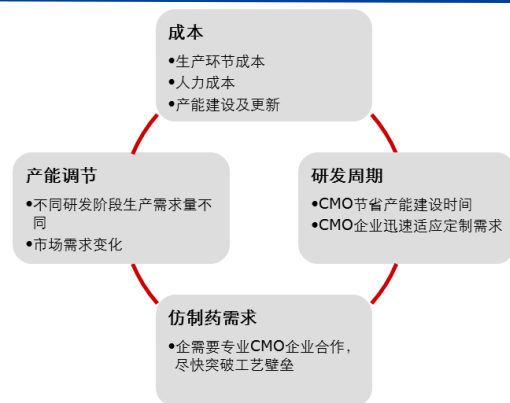 成本
•生产环节成本
•人力成本
•产能建设及更新
产能调节
•不同研发阶段生产需求量不
同
•市场需求变化
研发周期
•CMO节省产能建设时间
•CMO企业迅速适应定制需求
仿制药需求
•企需要专业CMO企业合作，
尽快突破工艺壁垒